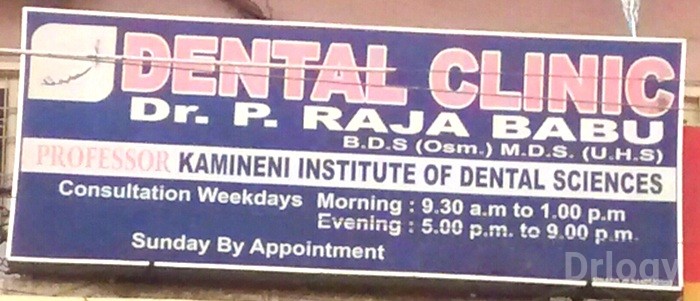 DENTAL CLINIC
Dr. P. RAJA BABU
B.D.S (Osm.) M.D.S. (U.H.S)
PROFESSOR KAMINENI INSTITUTE OF DENTAL SCIENCES
Consultation Weekdays Morning : 9.30 a.m to 1.00 p.m
Evening : 5.00 p.m. to 9.00 p.m.
Sunday By Appointment
Drlogy